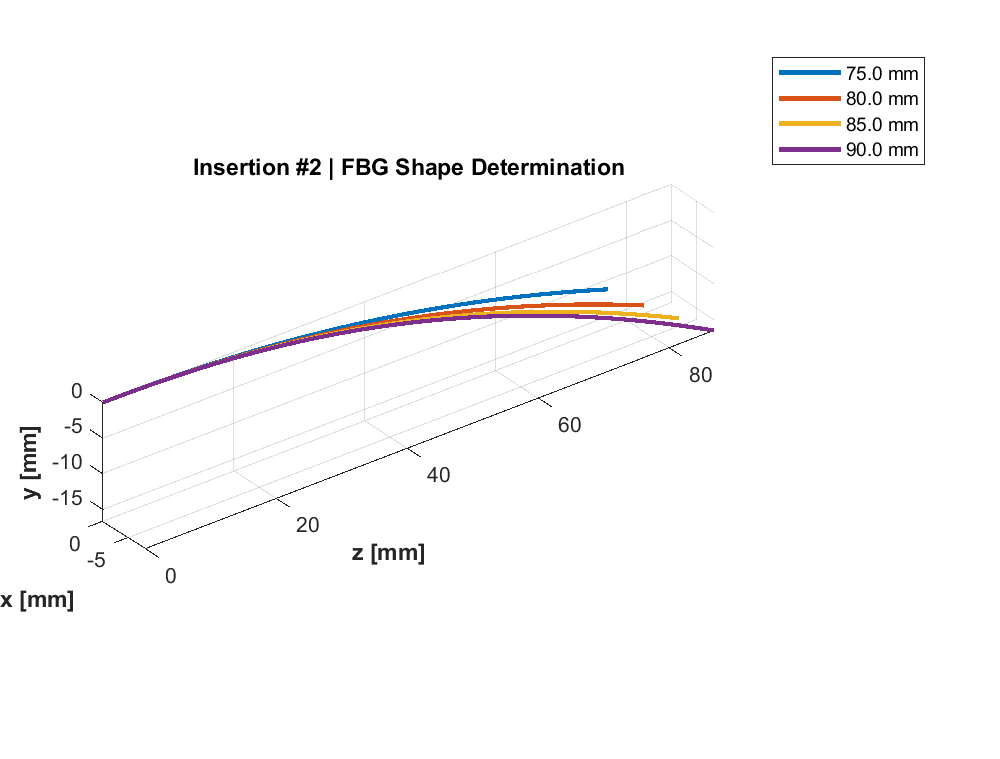 75.0 mm
80.0 mm
85.0 mm
90.0 mm
Insertion #2 | FBG Shape Determination
0
-5
-10
-15
y [mm]
0
-5
x [mm]
0
20
40
60
80
z [mm]